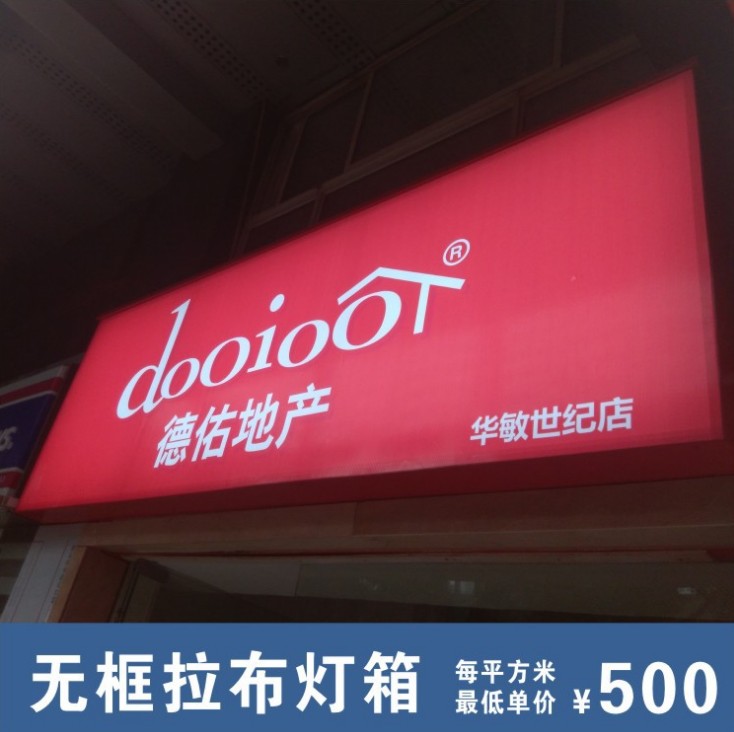 dooioo®
德佑地产
华敏世纪店
S.
无框拉布灯箱
每平方米
最低单价
¥500